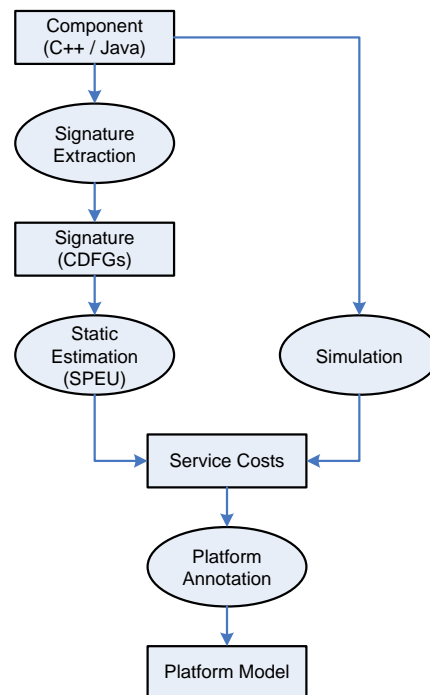 Component
(C++ / Java)
Signature
Extraction
Signature
(CDFGs)
Static
Estimation
(SPEU)
Simulation
Service Costs
Platform
Annotation
Platform Model